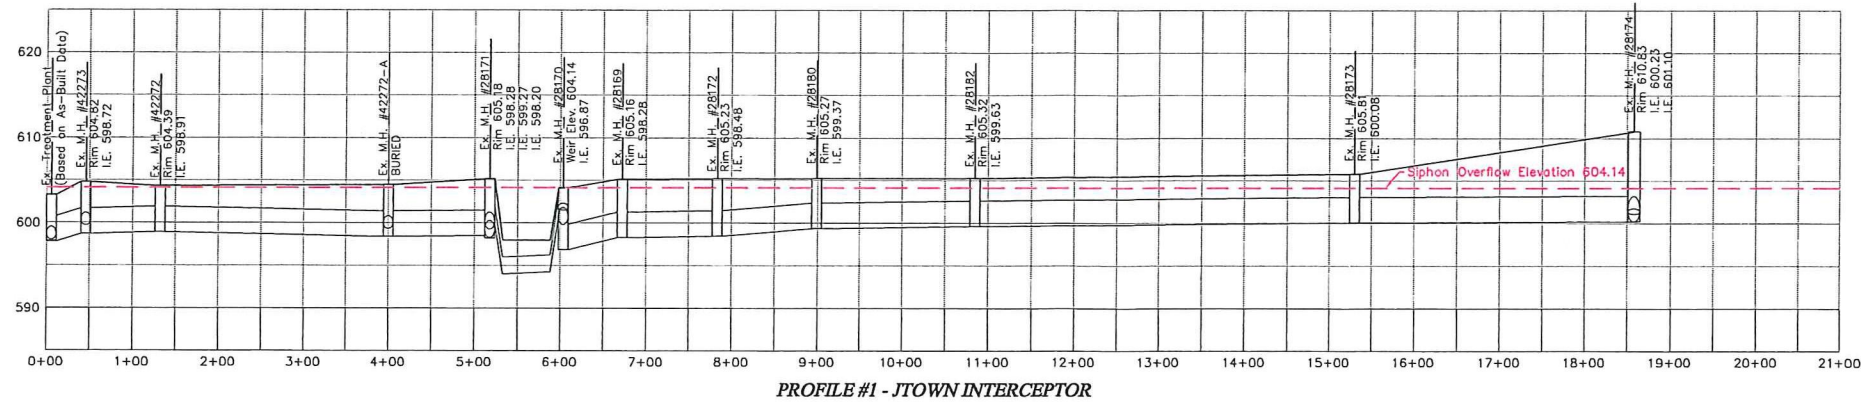 620
610
600
590
Ex. Treatment Plant
(Based on As-Built Data)
Ex. M.H. #42273
Rim 604.82
I.E. 598.72
Ex. M.H. #42272
Rim 604.39
I.E. 598.91
Ex. M.H. #42272-A
BURIED
Ex. M.H. #28171
Rim 605.18
I.E. 598.28
I.E. 599.27
I.E. 598.20
Ex. M.H. #28170
Weir Elev. 604.14
I.E. 596.87
Ex. M.H. #28169
Rim 605.16
I.E. 598.28
Ex. M.H. #28172
Rim 605.23
I.E. 598.48
Ex. M.H. #28180
Rim 605.27
I.E. 599.37
Ex. M.H. #28182
Rim 605.32
I.E. 599.63
Ex. M.H. #28173
Rim 605.81
I.E. 600.08
Ex. M.H. #28174
Rim 610.83
I.E. 600.23
I.E. 601.10
Siphon Overflow Elevation 604.14
0+00 1+00 2+00 3+00 4+00 5+00 6+00 7+00 8+00 9+00 10+00 11+00 12+00 13+00 14+00 15+00 16+00 17+00 18+00 19+00 20+00 21+00
PROFILE #1 - JTOWN INTERCEPTOR